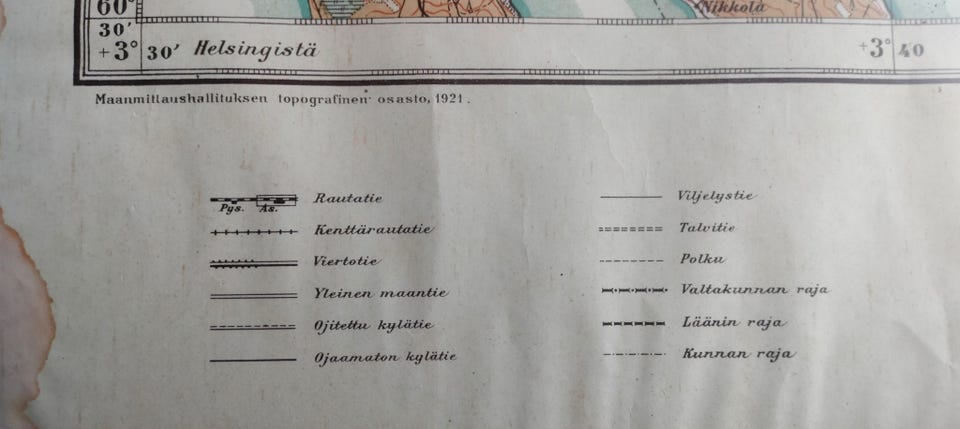 60°
Nikkola
30'
+3° 30' Helsingistä +3° 40
Maanmittaushallituksen topografinen osasto, 1921.
Rautatie
Pys. As.
Kenttärautatie
Viertotie
Yleinen maantie
Ojitettu kylätie
Ojaamaton kylätie
Viljelystie
Talvitie
Polku
Valtakunnan raja
Läänin raja
Kunnan raja